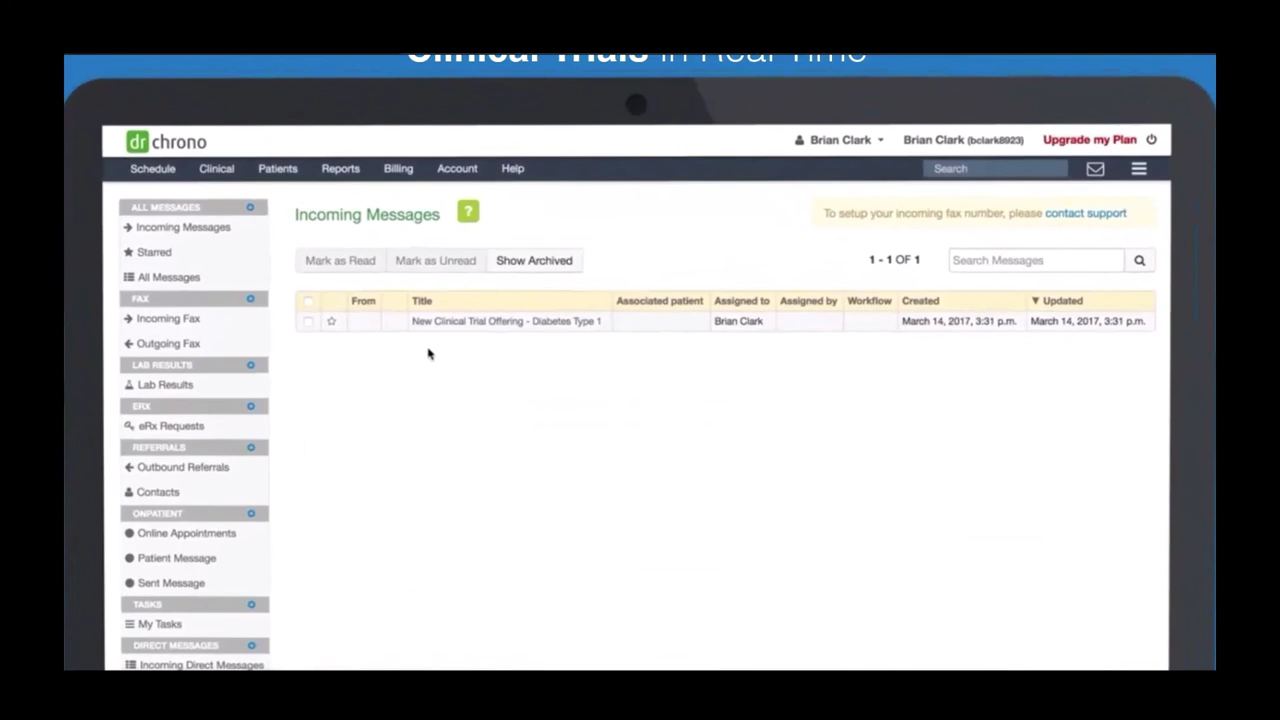 Clinical Trials in Real Time
dr chrono
Brian Clark
Brian Clark (bclark8923)
Upgrade my Plan
Schedule Clinical Patients Reports Billing Account Help
Search
ALL MESSAGES
Incoming Messages
Starred
All Messages
FAX
Incoming Fax
Outgoing Fax
LAB RESULTS
Lab Results
ERX
eRx Requests
REFERRALS
Outbound Referrals
Contacts
ONPATIENT
Online Appointments
Patient Message
Sent Message
TASKS
My Tasks
DIRECT MESSAGES
Incoming Direct Messages
Incoming Messages ?
To setup your incoming fax number, please contact support
Mark as Read Mark as Unread Show Archived
1 - 1 OF 1
Search Messages
From Title Associated patient Assigned to Assigned by Workflow Created ▼ Updated
New Clinical Trial Offering - Diabetes Type 1 Brian Clark March 14, 2017, 3:31 p.m. March 14, 2017, 3:31 p.m.